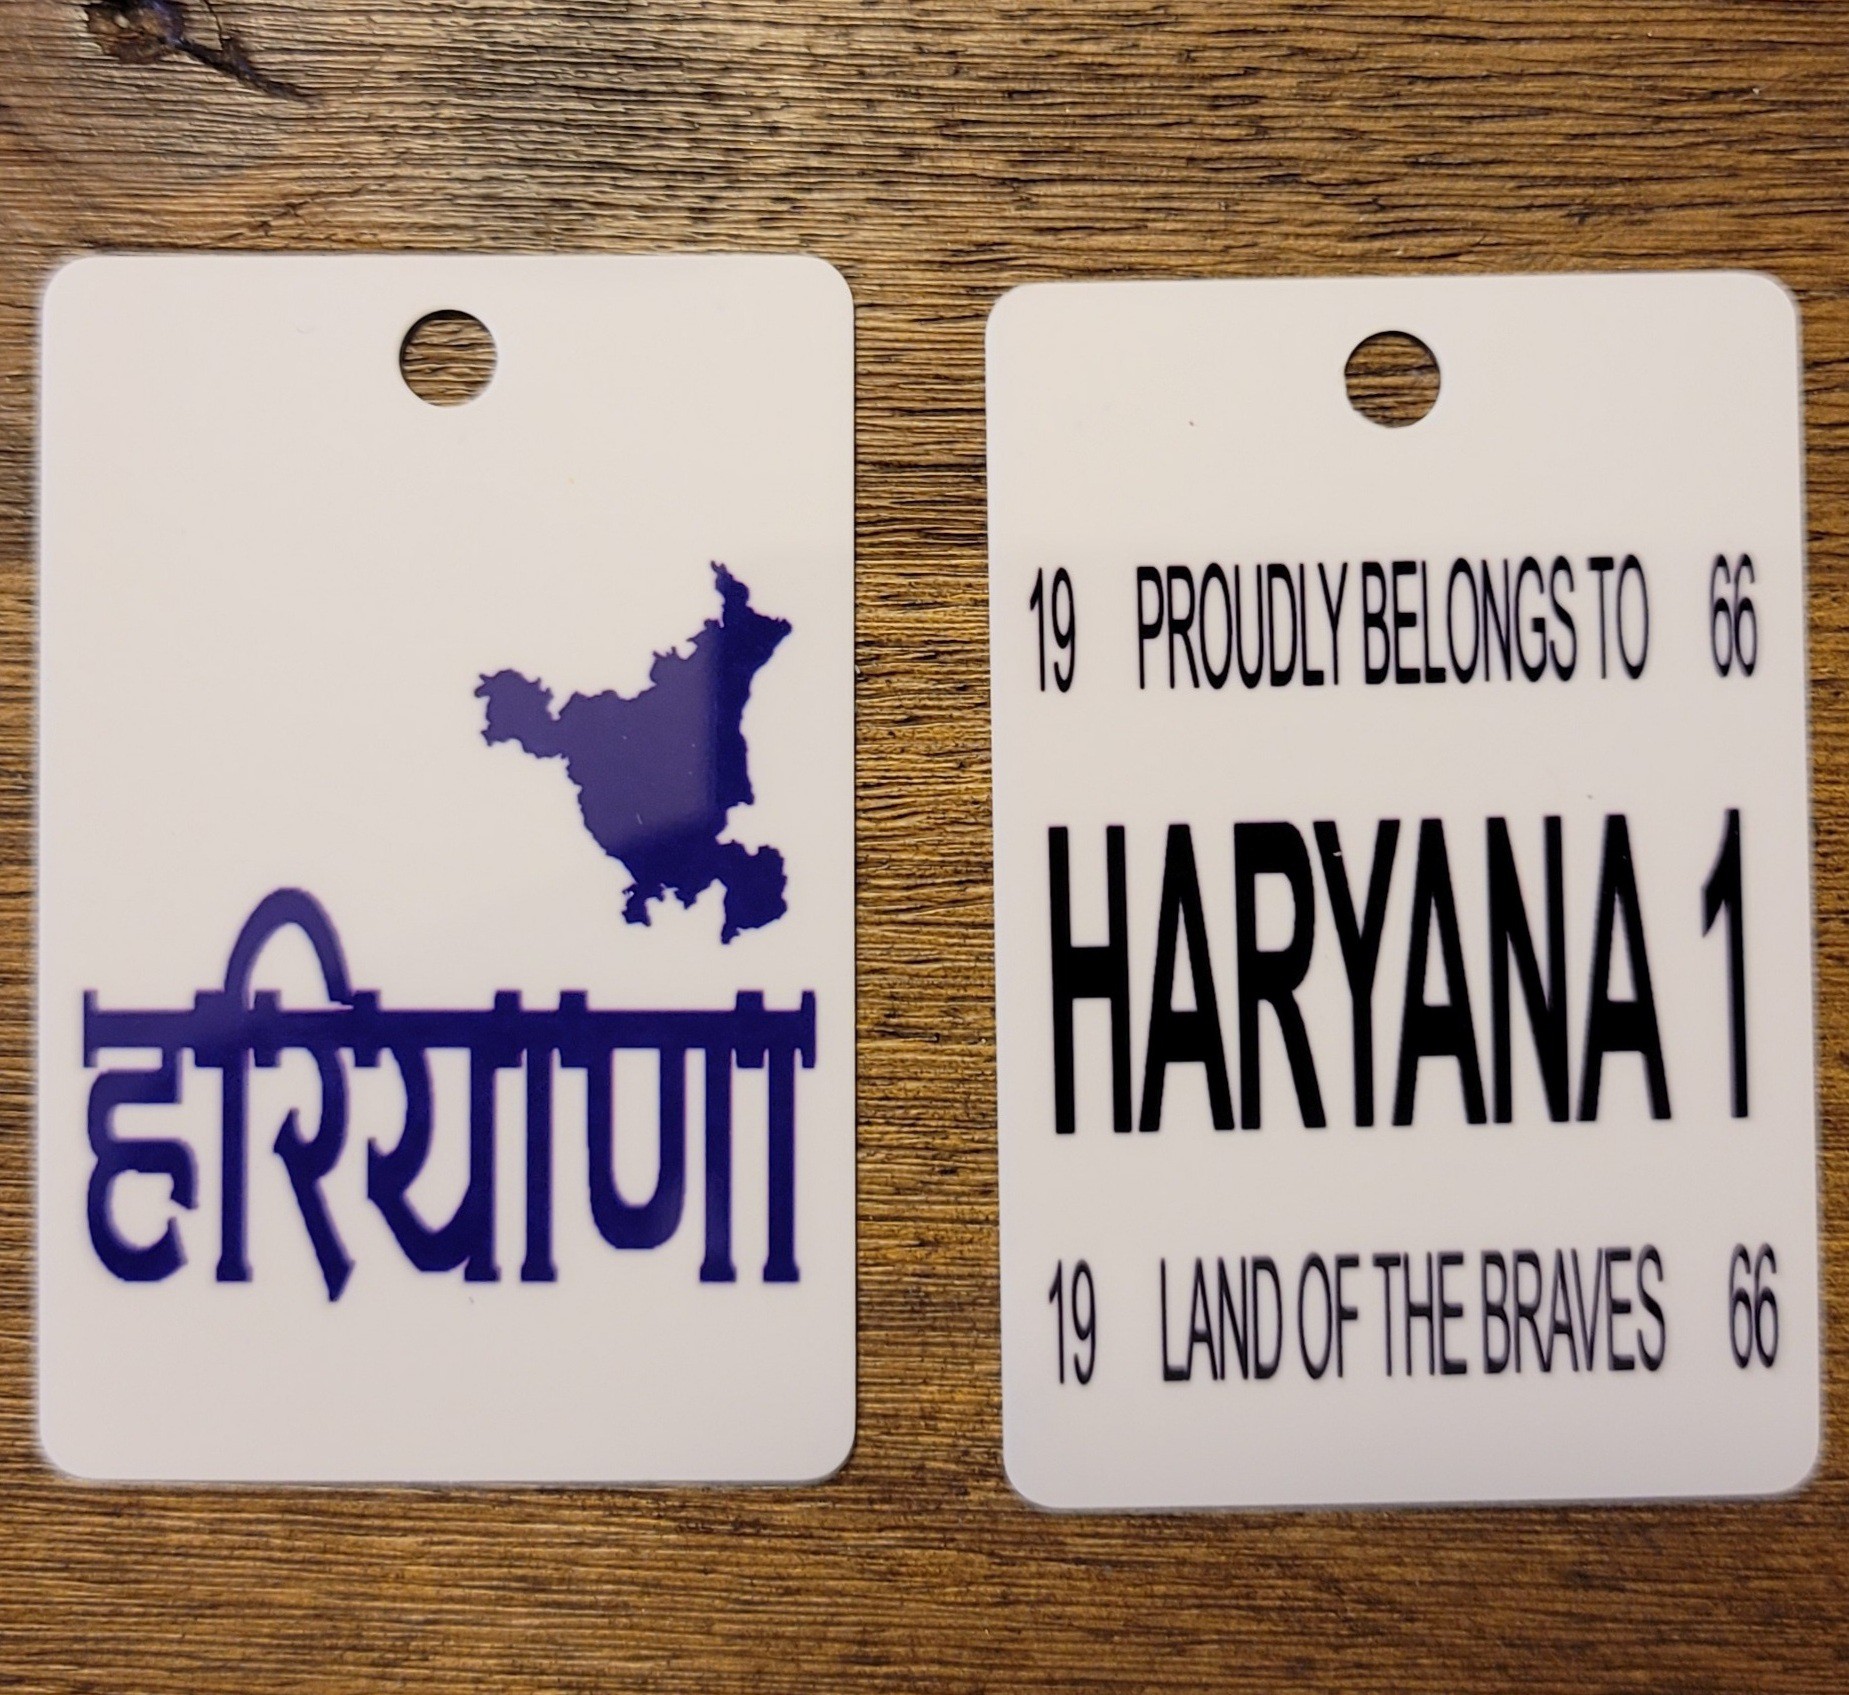 हरियाणा
19 PROUDLY BELONGS TO 66
HARYANA 1
19 LAND OF THE BRAVES 66